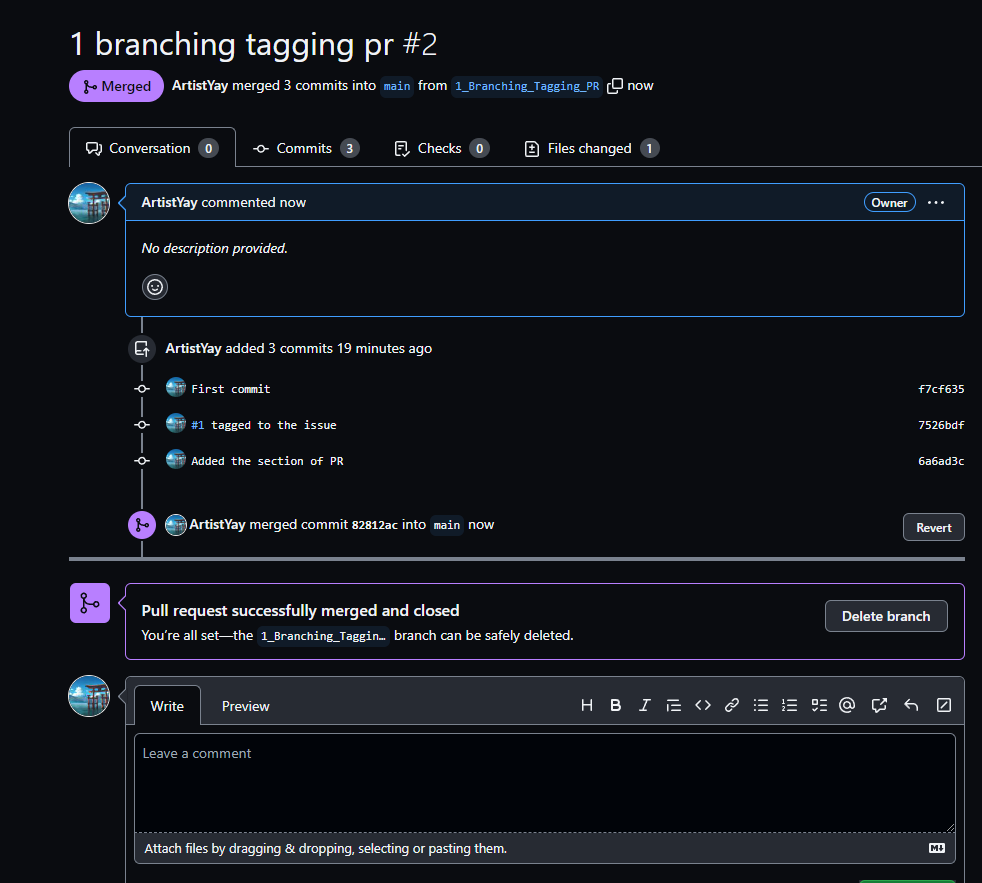 1 branching tagging pr #2
Merged ArtistYay merged 3 commits into main from 1_Branching_Tagging_PR now
Conversation 0 Commits 3 Checks 0 Files changed 1
ArtistYay commented now Owner ...
No description provided.
ArtistYay added 3 commits 19 minutes ago
First commit f7cf635
#1 tagged to the issue 7526bdf
Added the section of PR 6a6ad3c
ArtistYay merged commit 82812ac into main now Revert
Pull request successfully merged and closed
You're all set—the 1_Branching_Taggin… branch can be safely deleted.
Delete branch
Write Preview H B I
Leave a comment
Attach files by dragging & dropping, selecting or pasting them.